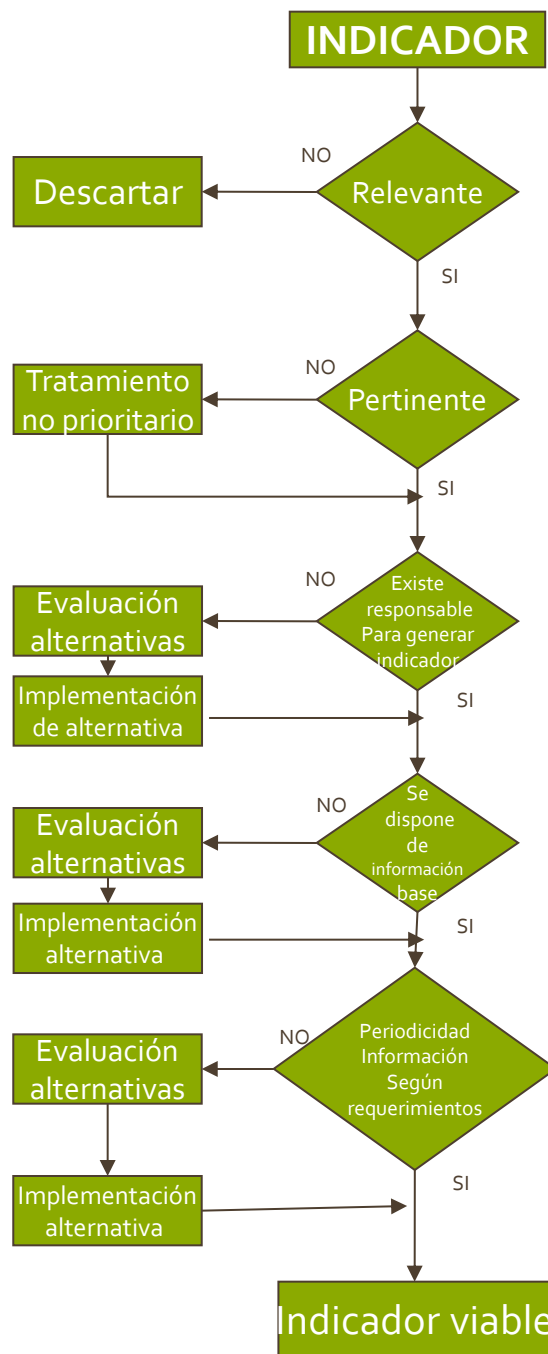 INDICADOR
NO
Descartar
Relevante
SI
NO
Tratamiento
no prioritario
Pertinente
SI
NO
Evaluación
alternativas
Existe
responsable
Para generar
indicador
Implementación
de alternativa
SI
NO
Evaluación
alternativas
Se
dispone
de
información
base
Implementación
alternativa
SI
NO
Evaluación
alternativas
Periodicidad
Información
Según
requerimientos
Implementación
alternativa
SI
Indicador viable